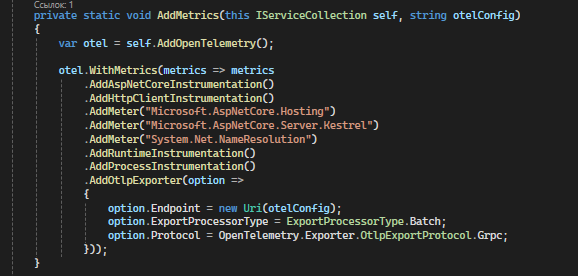 Ссылок: 1
private static void AddMetrics(this IServiceCollection self, string otelConfig)
{
var otel = self.AddOpenTelemetry();
otel.WithMetrics(metrics => metrics
.AddAspNetCoreInstrumentation()
.AddHttpClientInstrumentation()
.AddMeter("Microsoft.AspNetCore.Hosting")
.AddMeter("Microsoft.AspNetCore.Server.Kestrel")
.AddMeter("System.Net.NameResolution")
.AddRuntimeInstrumentation()
.AddProcessInstrumentation()
.AddOtlpExporter(option =>
{
option.Endpoint = new Uri(otelConfig);
option.ExportProcessorType = ExportProcessorType.Batch;
option.Protocol = OpenTelemetry.Exporter.OtlpExportProtocol.Grpc;
}));
}